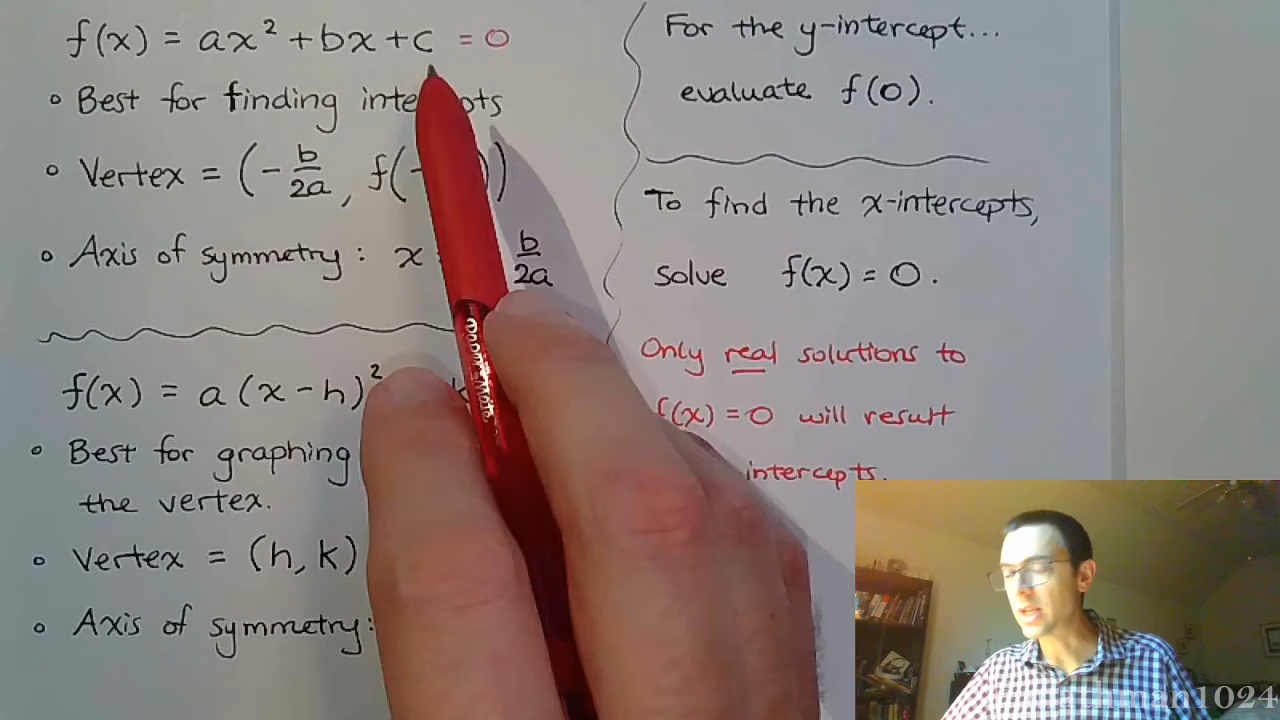 f(x) = ax² + bx + c = 0
• Best for finding
• Vertex = (-b/2a, f(-
• Axis of symmetry: x b/2a
f(x) = a(x-h)²
• Best for graphing
the vertex.
• Vertex = (h, k)
• Axis of symmetry:
For the y-intercept...
evaluate f(0).
To find the x-intercepts,
solve f(x) = 0.
Only real solutions to
f(x) = 0 will result
intercepts.